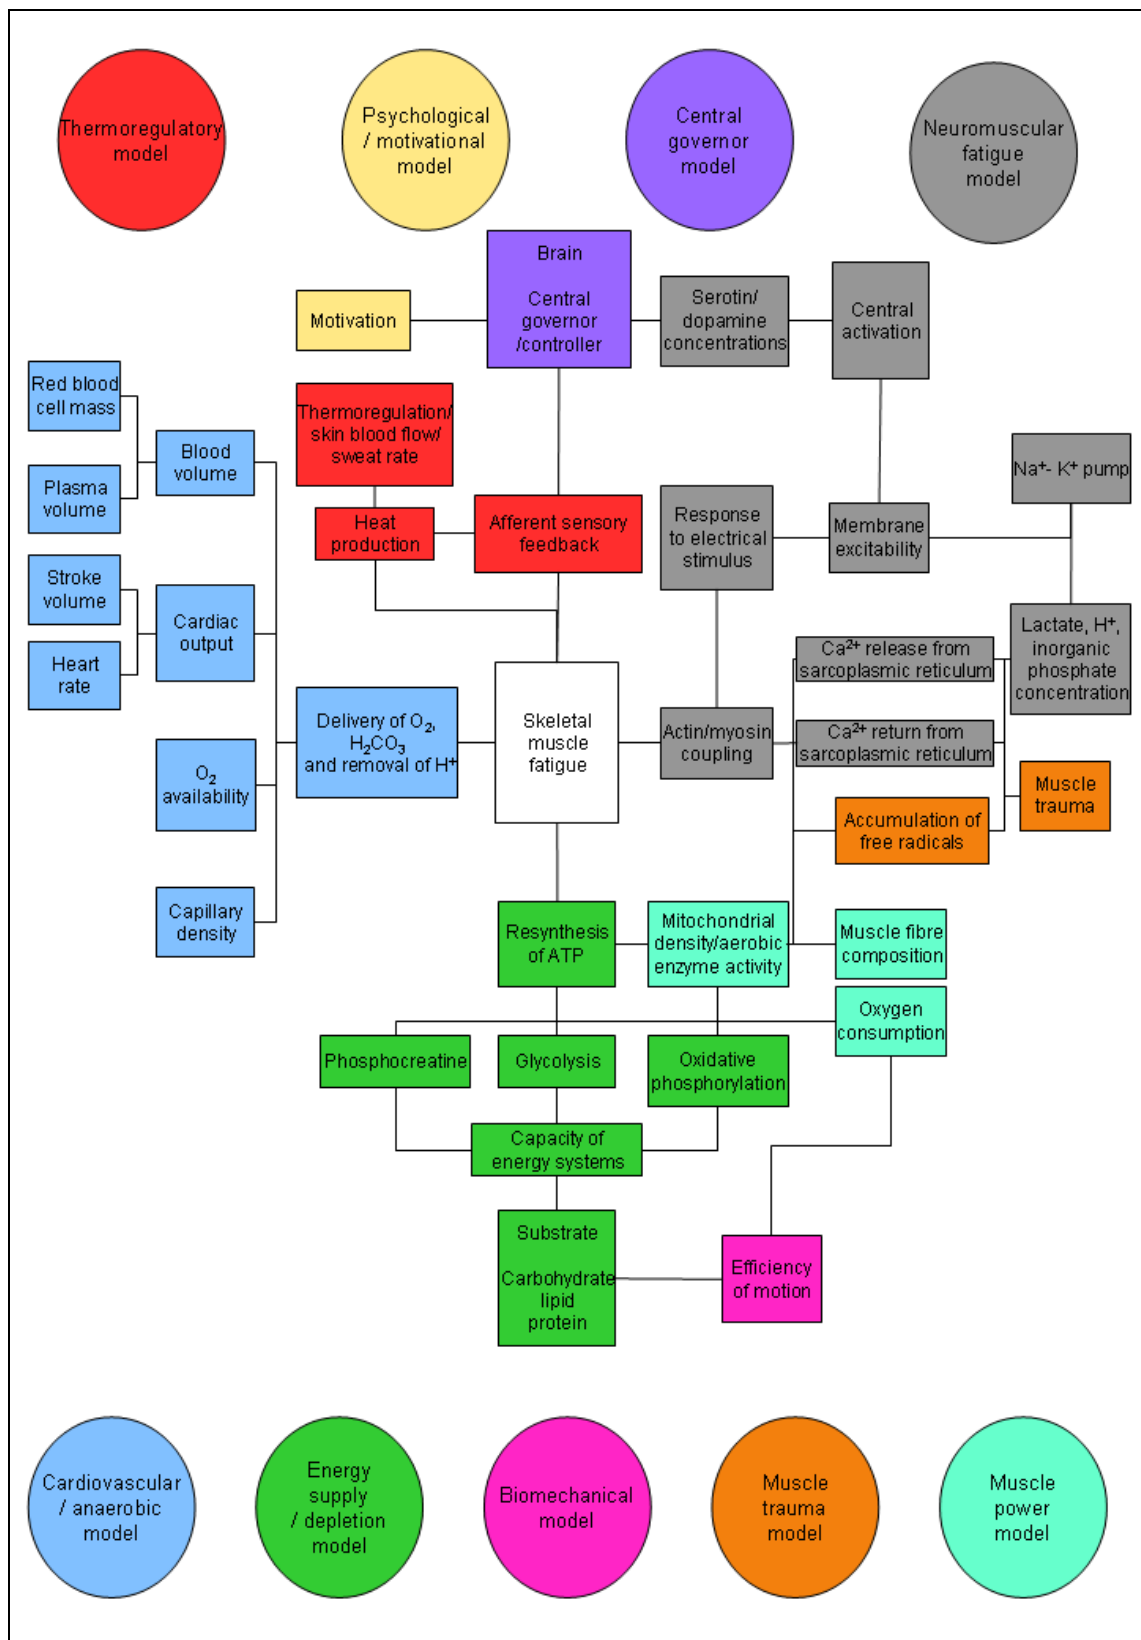 Thermoregulatory
model
Psychological
/ motivational
model
Central
governor
model
Neuromuscular
fatigue
model
Brain
Central
governor
/controller
Motivation
Serotin/
dopamine
concentrations
Central
activation
Red blood
cell mass
Thermoregulation/
skin blood flow/
sweat rate
Blood
volume
Plasma
volume
Na⁺- K⁺ pump
Heat
production
Afferent sensory
feedback
Response
to electrical
stimulus
Membrane
excitability
Stroke
volume
Cardiac
output
Heart
rate
Ca²⁺ release from
sarcoplasmic reticulum
Lactate, H⁺,
inorganic
phosphate
concentration
Delivery of O₂,
H₂CO₃
and removal of H⁺
Skeletal
muscle
fatigue
Actin/myosin
coupling
Ca²⁺ return from
sarcoplasmic reticulum
O₂
availability
Muscle
trauma
Accumulation of
free radicals
Capillary
density
Resynthesis
of ATP
Mitochondrial
density/aerobic
enzyme activity
Muscle fibre
composition
Oxygen
consumption
Phosphocreatine
Glycolysis
Oxidative
phosphorylation
Capacity of
energy systems
Substrate
Carbohydrate
lipid
protein
Efficiency
of motion
Cardiovascular
/ anaerobic
model
Energy
supply
/ depletion
model
Biomechanical
model
Muscle
trauma
model
Muscle
power
model